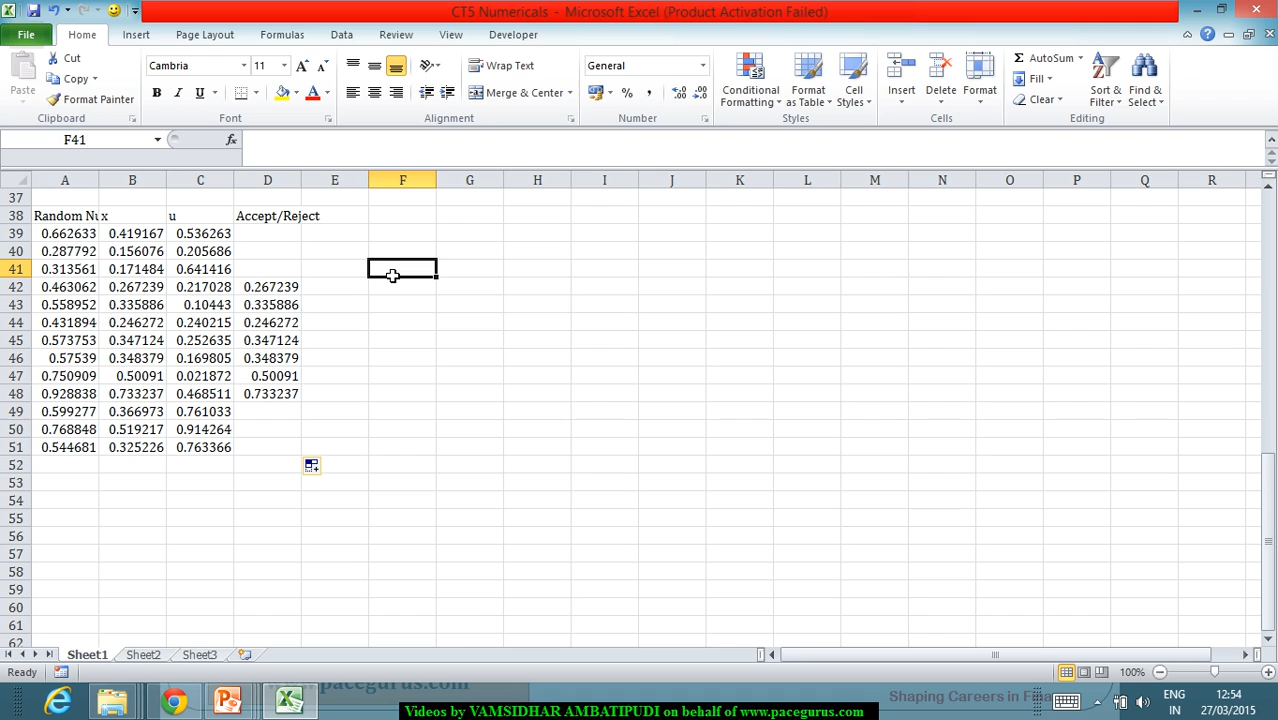 CT5 Numericals - Microsoft Excel (Product Activation Failed)
File Home Insert Page Layout Formulas Data Review View Developer
Cut
Copy
Format Painter
Paste
Clipboard
Cambria 11
B I U
Font
Wrap Text
Merge & Center
Alignment
General
%
Number
Conditional Formatting
Format as Table
Cell Styles
Styles
Insert Delete Format
Cells
AutoSum
Fill
Clear
Sort & Filter
Find & Select
Editing
F41
fx
A B C D E F G H I J K L M N O P Q R
37
38 Random Nu x u Accept/Reject
39 0.662633 0.419167 0.536263
40 0.287792 0.156076 0.205686
41 0.313561 0.171484 0.641416
42 0.463062 0.267239 0.217028 0.267239
43 0.558952 0.335886 0.10443 0.335886
44 0.431894 0.246272 0.240215 0.246272
45 0.573753 0.347124 0.252635 0.347124
46 0.57539 0.348379 0.169805 0.348379
47 0.750909 0.50091 0.021872 0.50091
48 0.928838 0.733237 0.468511 0.733237
49 0.599277 0.366973 0.761033
50 0.768848 0.519217 0.914264
51 0.544681 0.325226 0.763366
52
53
54
55
56
57
58
59
60
61
62
Sheet1 Sheet2 Sheet3
Ready
100%
www.pacegurus.com
Shaping Careers in Fina
ENG
IN
12:54
27/03/2015
Videos by VAMSIDHAR AMBATIPUDI on behalf of www.pacegurus.com